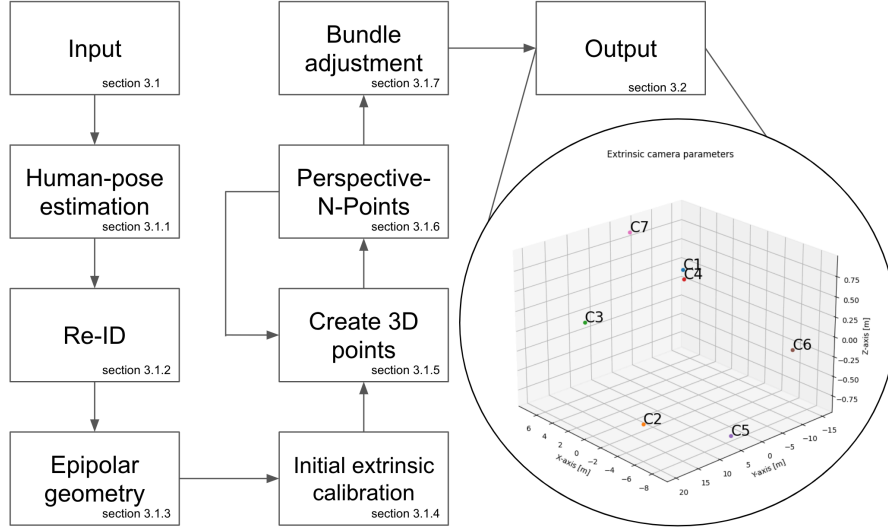 Input
section 3.1
Human-pose
estimation
section 3.1.1
Re-ID
section 3.1.2
Epipolar
geometry
section 3.1.3
Initial extrinsic
calibration
section 3.1.4
Create 3D
points
section 3.1.5
Perspective-
N-Points
section 3.1.6
Bundle
adjustment
section 3.1.7
Output
section 3.2
Extrinsic camera parameters
C7
C1
C4
C3
C6
C2
C5
0.75
0.50
0.25
0.00
−0.25
−0.50
−0.75
Z-axis [m]
6
4
2
0
−2
−4
−6
−8
X-axis [m]
20
15
10
5
0
−5
−10
−15
Y-axis [m]